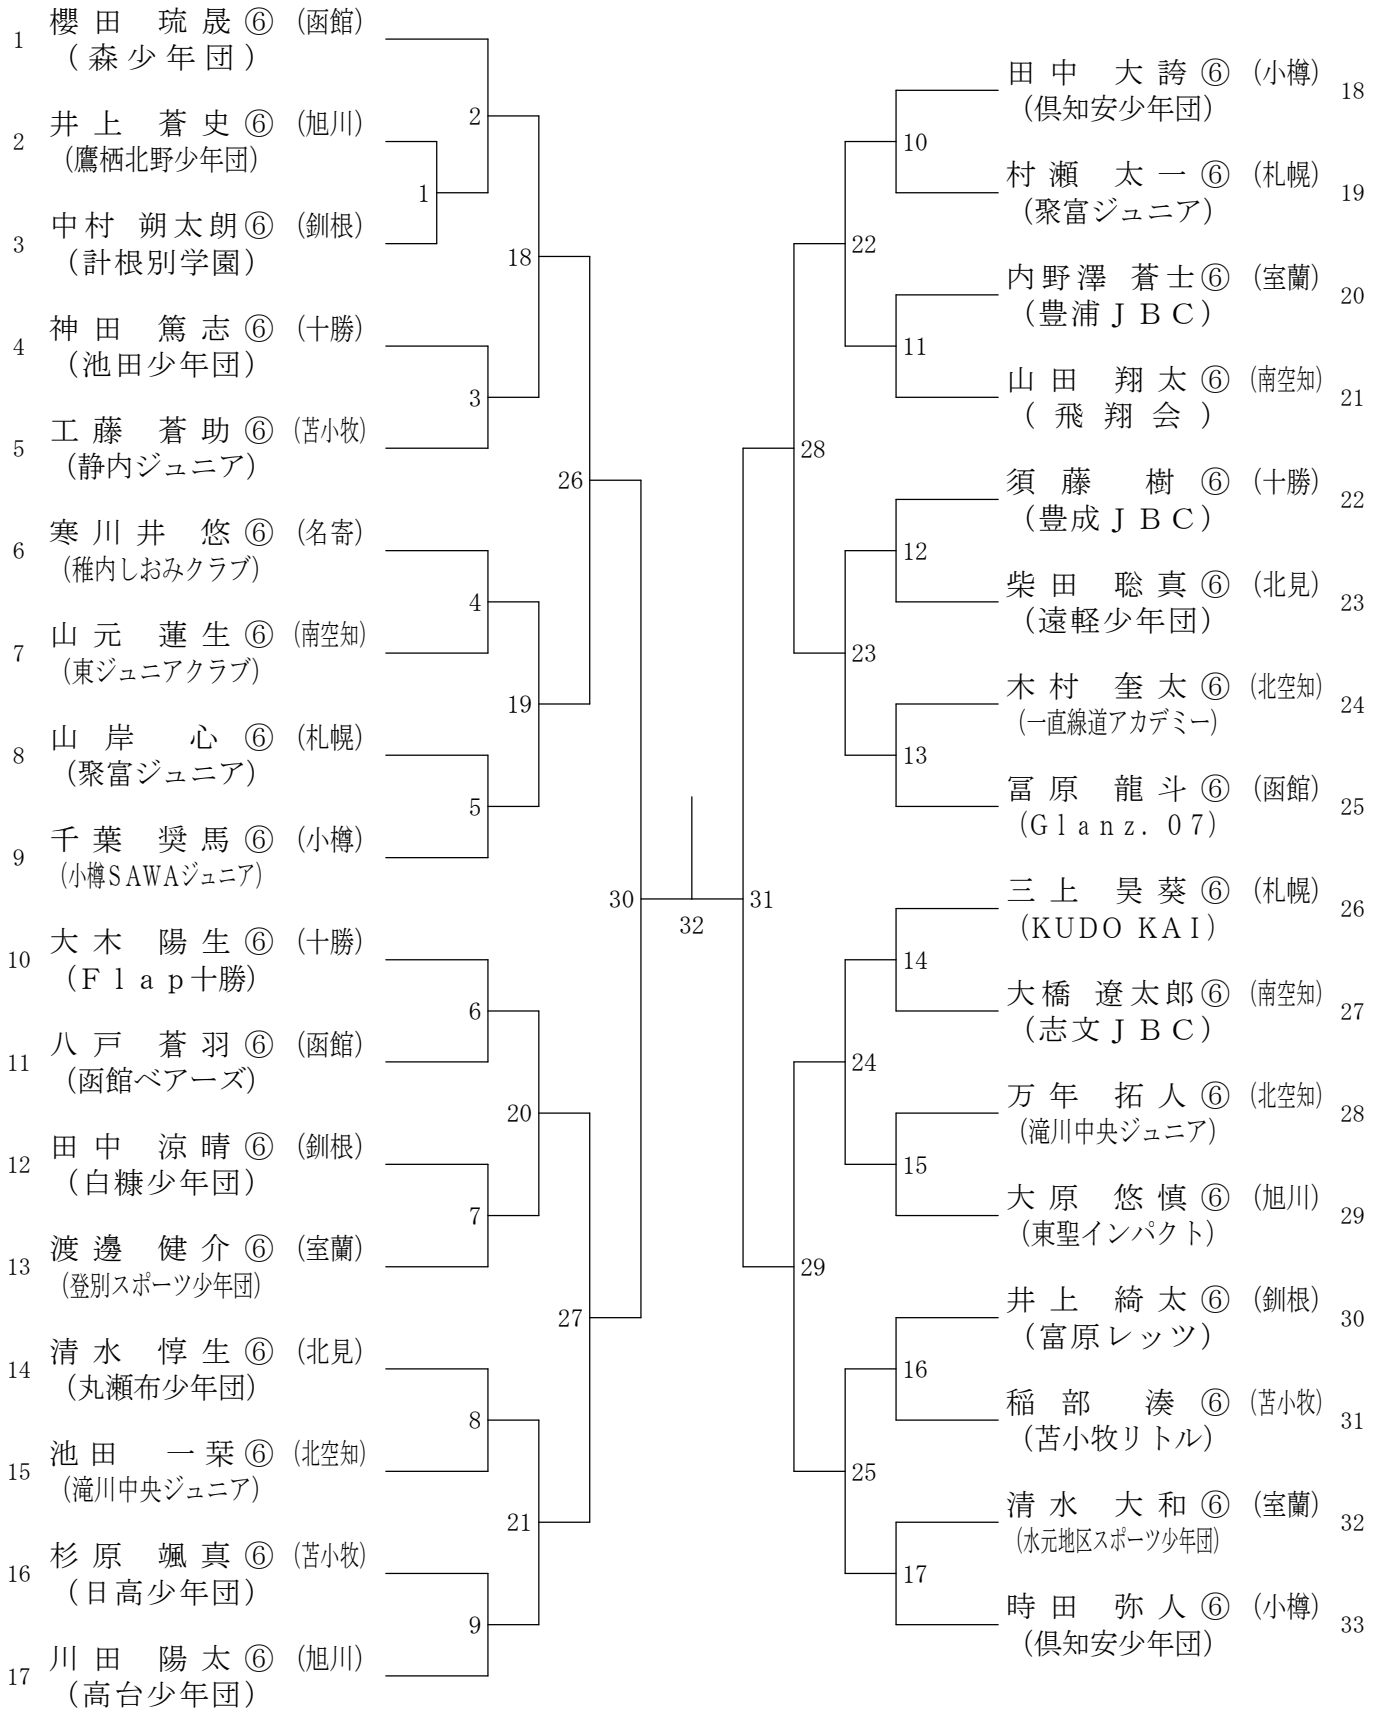 1 櫻田 琉晟⑥ (函館)
(森少年団)
2 井上 蒼史⑥ (旭川)
(鷹栖北野少年団)
3 中村 朔太朗⑥ (釧根)
(計根別学園)
4 神田 篤志⑥ (十勝)
(池田少年団)
5 工藤 蒼助⑥ (苫小牧)
(静内ジュニア)
6 寒川井 悠⑥ (名寄)
(稚内しおみクラブ)
7 山元 蓮生⑥ (南空知)
(東ジュニアクラブ)
8 山岸 心⑥ (札幌)
(聚富ジュニア)
9 千葉 奨馬⑥ (小樽)
(小樽SAWAジュニア)
10 大木 陽生⑥ (十勝)
(Flap十勝)
11 八戸 蒼羽⑥ (函館)
(函館ベアーズ)
12 田中 涼晴⑥ (釧根)
(白糠少年団)
13 渡邊 健介⑥ (室蘭)
(登別スポーツ少年団)
14 清水 惇生⑥ (北見)
(丸瀬布少年団)
15 池田 一栞⑥ (北空知)
(滝川中央ジュニア)
16 杉原 颯真⑥ (苫小牧)
(日高少年団)
17 川田 陽太⑥ (旭川)
(高台少年団)
1
2
3
4
5
6
7
8
9
18
19
20
21
26
27
30
32
31
28
29
22
23
24
25
10
11
12
13
14
15
16
17
田中 大誇⑥ (小樽) 18
(倶知安少年団)
村瀬 太一⑥ (札幌) 19
(聚富ジュニア)
内野澤 蒼士⑥ (室蘭) 20
(豊浦JBC)
山田 翔太⑥ (南空知) 21
(飛翔会)
須藤 樹⑥ (十勝) 22
(豊成JBC)
柴田 聡真⑥ (北見) 23
(遠軽少年団)
木村 奎太⑥ (北空知) 24
(一直線道アカデミー)
冨原 龍斗⑥ (函館) 25
(Glanz.07)
三上 昊葵⑥ (札幌) 26
(KUDO KAI)
大橋 遼太郎⑥ (南空知) 27
(志文JBC)
万年 拓人⑥ (北空知) 28
(滝川中央ジュニア)
大原 悠慎⑥ (旭川) 29
(東聖インパクト)
井上 綺太⑥ (釧根) 30
(富原レッツ)
稲部 湊⑥ (苫小牧) 31
(苫小牧リトル)
清水 大和⑥ (室蘭) 32
(水元地区スポーツ少年団)
時田 弥人⑥ (小樽) 33
(倶知安少年団)